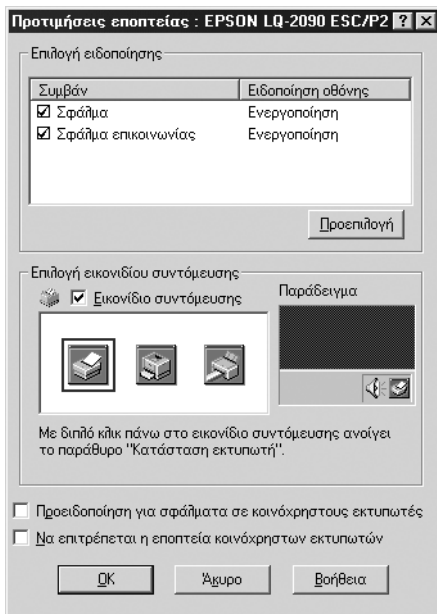 Προτιμήσεις εποπτείας : EPSON LQ-2090 ESC/P2
Επιλογή ειδοποίησης
Συμβάν Ειδοποίηση οθόνης
Σφάλμα Ενεργοποίηση
Σφάλμα επικοινωνίας Ενεργοποίηση
Προεπιλογή
Επιλογή εικονιδίου συντόμευσης
Εικονίδιο συντόμευσης Παράδειγμα
Με διπλό κλικ πάνω στο εικονίδιο συντόμευσης ανοίγει
το παράθυρο "Κατάσταση εκτυπωτή".
Προειδοποίηση για σφάλματα σε κοινόχρηστους εκτυπωτές
Να επιτρέπεται η εποπτεία κοινόχρηστων εκτυπωτών
OK Άκυρο Βοήθεια